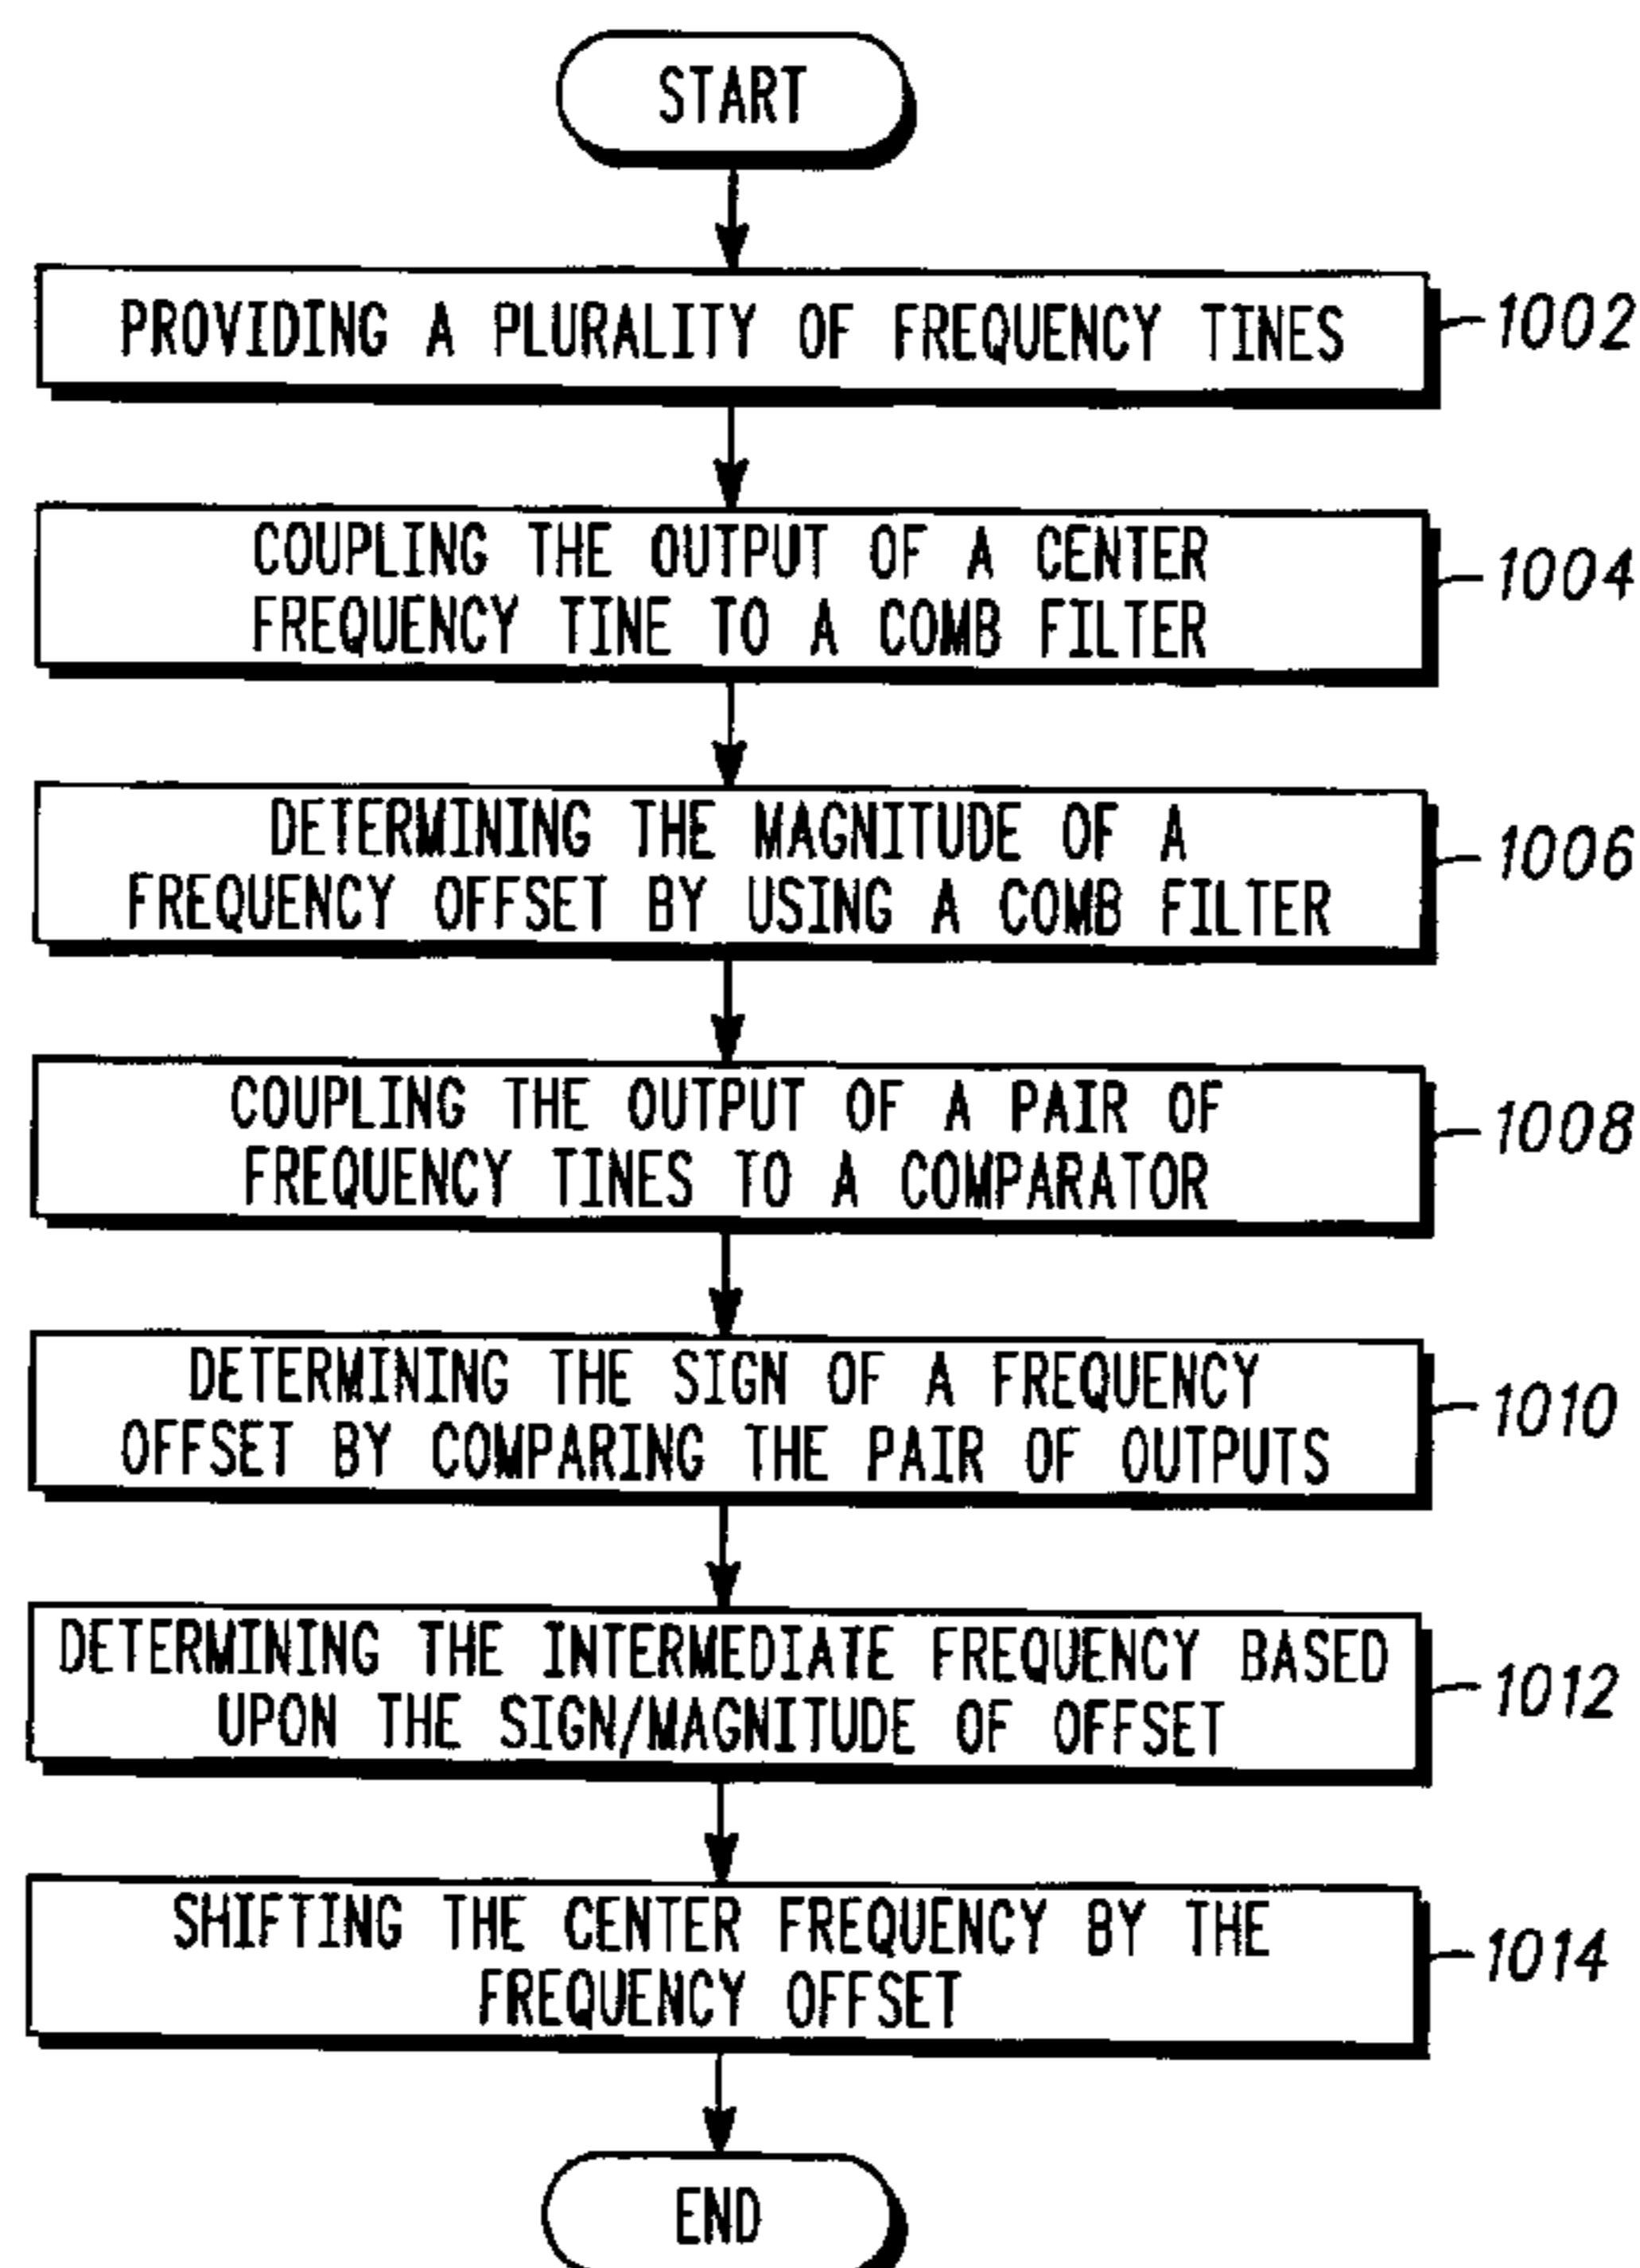 START
PROVIDING A PLURALITY OF FREQUENCY TINES
1002
COUPLING THE OUTPUT OF A CENTER
FREQUENCY TINE TO A COMB FILTER
1004
DETERMINING THE MAGNITUDE OF A
FREQUENCY OFFSET BY USING A COMB FILTER
1006
COUPLING THE OUTPUT OF A PAIR OF
FREQUENCY TINES TO A COMPARATOR
1008
DETERMINING THE SIGN OF A FREQUENCY
OFFSET BY COMPARING THE PAIR OF OUTPUTS
1010
DETERMINING THE INTERMEDIATE FREQUENCY BASED
UPON THE SIGN/MAGNITUDE OF OFFSET
1012
SHIFTING THE CENTER FREQUENCY BY THE
FREQUENCY OFFSET
1014
END